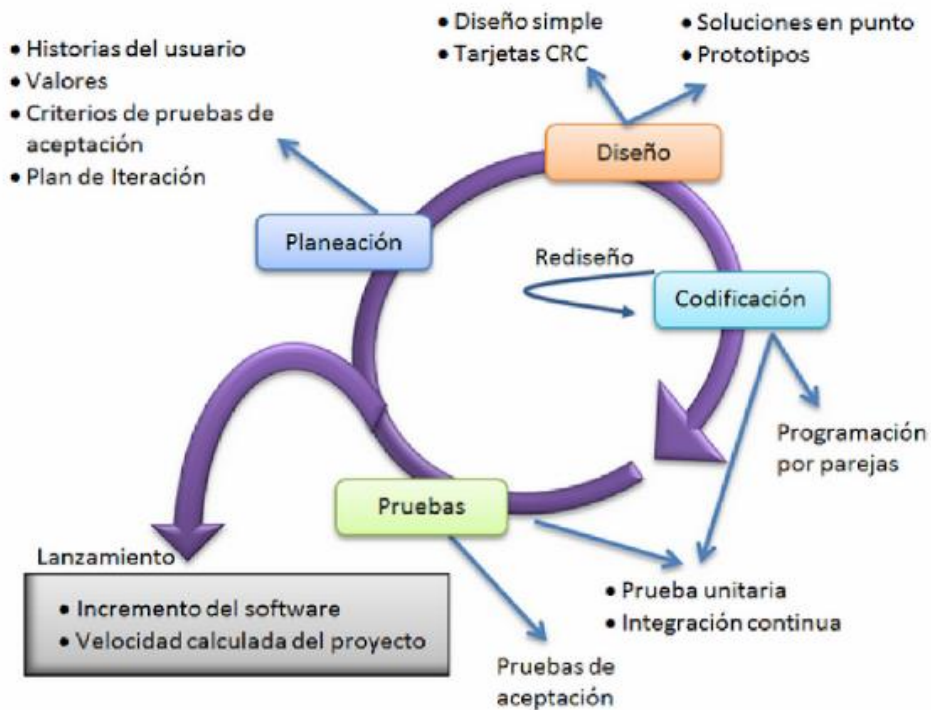 • Historias del usuario
• Valores
• Criterios de pruebas de
aceptación
• Plan de Iteración
• Diseño simple
• Tarjetas CRC
• Soluciones en punto
• Prototipos
Diseño
Planeación
Rediseño
Codificación
Programación
por parejas
Pruebas
Lanzamiento
• Incremento del software
• Velocidad calculada del proyecto
• Prueba unitaria
• Integración continua
Pruebas de
aceptación